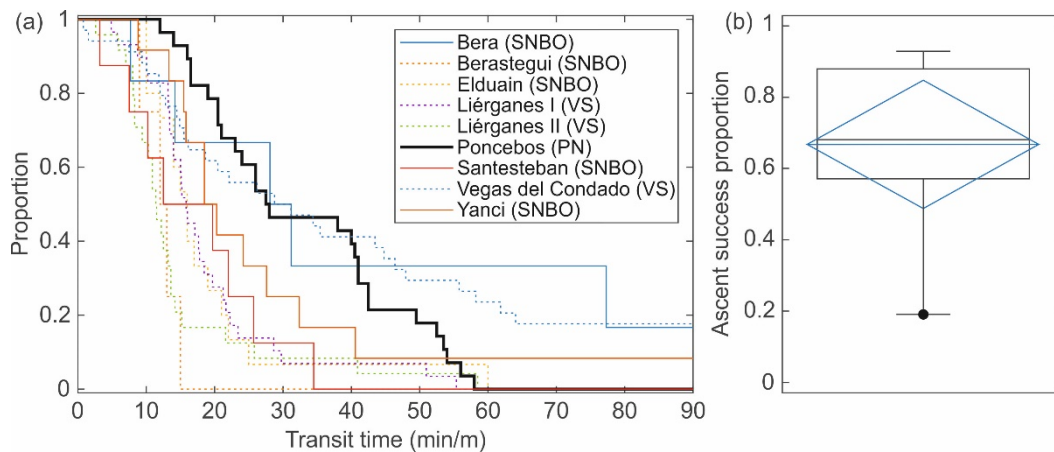 (a)
1
0.8
0.6
0.4
0.2
0
Proportion
0 10 20 30 40 50 60 70 80 90
Transit time (min/m)
Bera (SNBO)
Berastegui (SNBO)
Elduain (SNBO)
Liérganes I (VS)
Liérganes II (VS)
Poncebos (PN)
Santesteban (SNBO)
Vegas del Condado (VS)
Yanci (SNBO)
(b)
1
0.8
0.6
0.4
0.2
0
Ascent success proportion